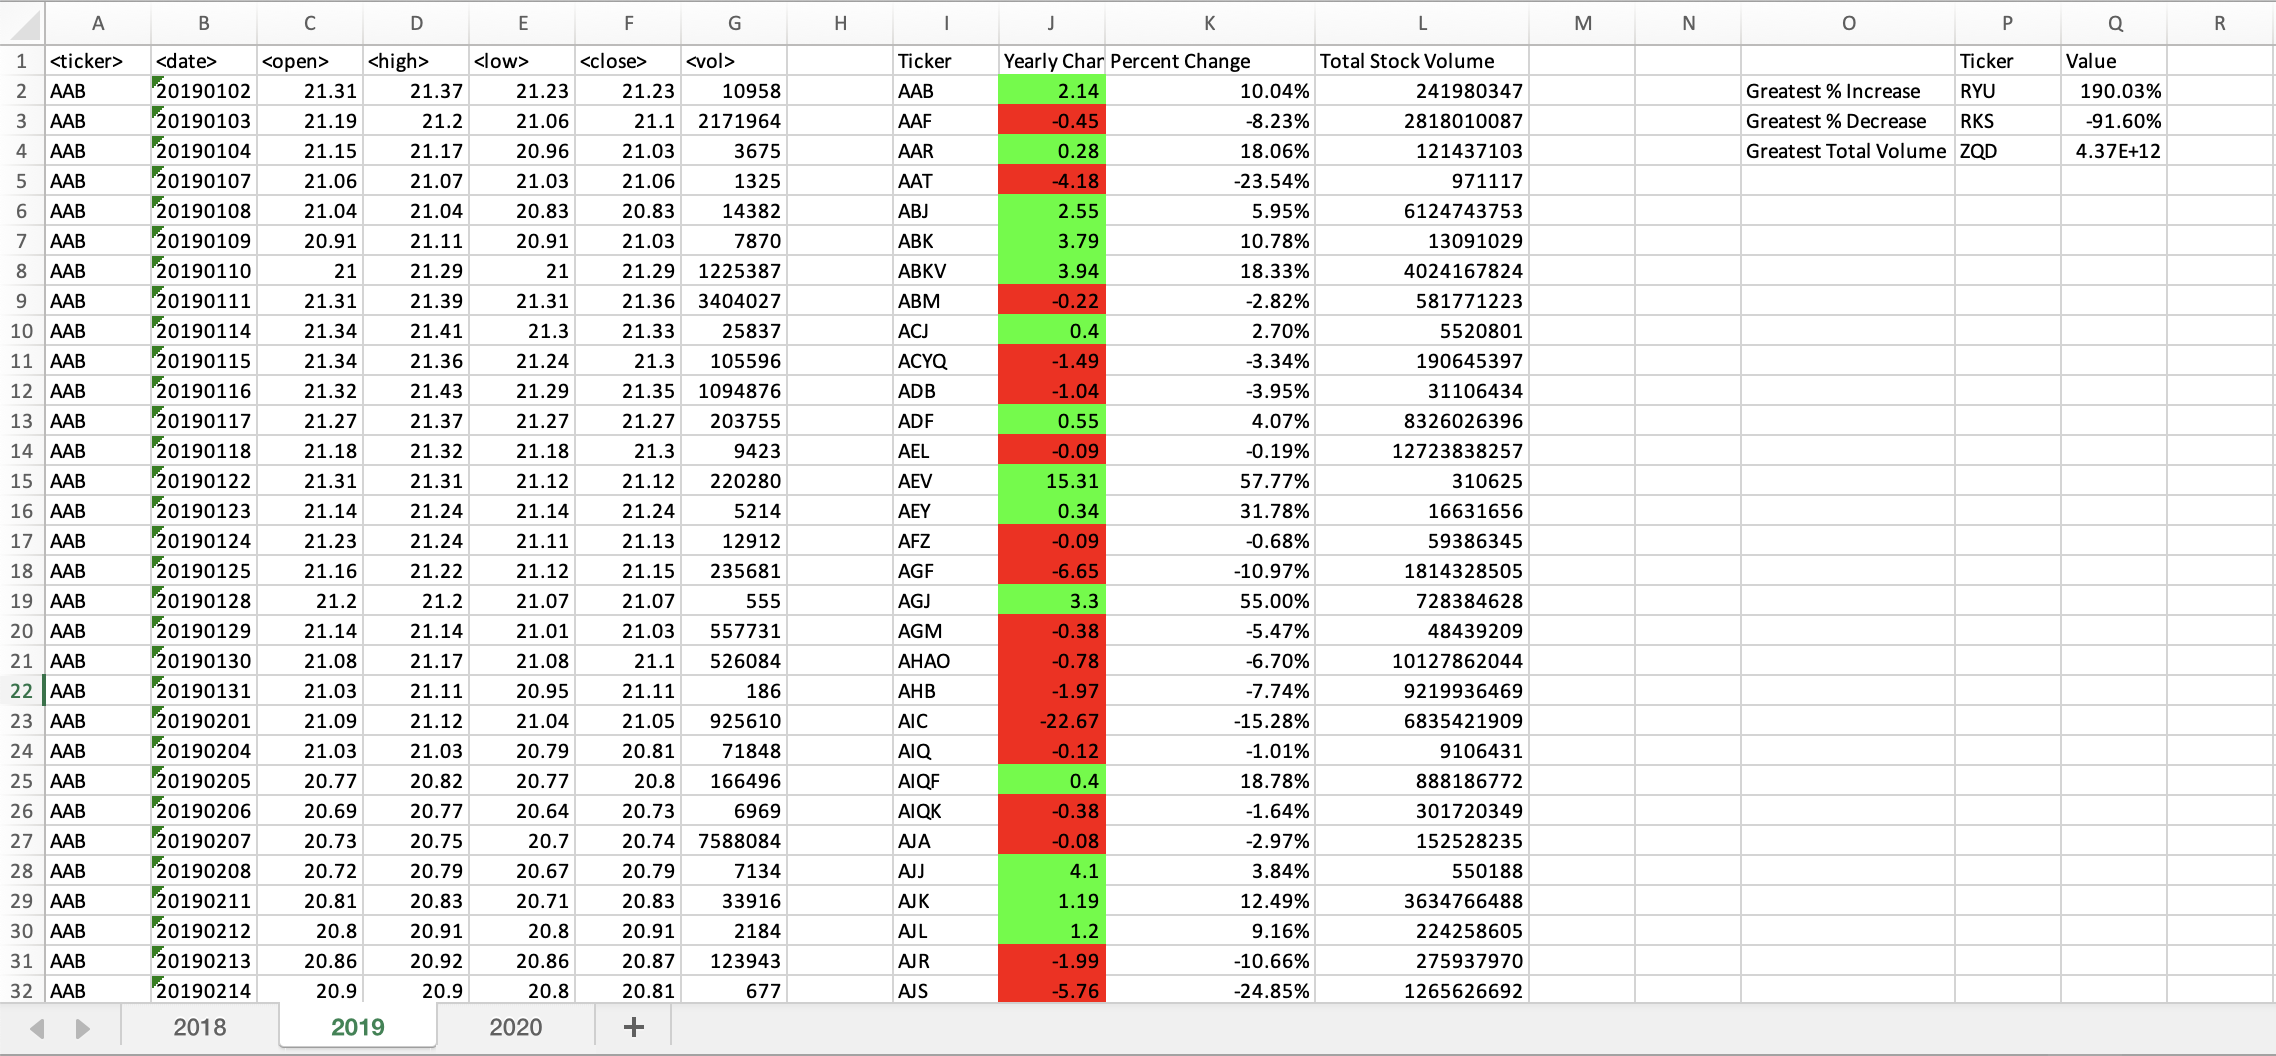 A B C D E F G H I J K L M N O P Q R
1 <ticker> <date> <open> <high> <low> <close> <vol> Ticker Yearly Char Percent Change Total Stock Volume Ticker Value
2 AAB 20190102 21.31 21.37 21.23 21.23 10958 AAB 2.14 10.04% 241980347 Greatest % Increase RYU 190.03%
3 AAB 20190103 21.19 21.2 21.06 21.1 2171964 AAF -0.45 -8.23% 2818010087 Greatest % Decrease RKS -91.60%
4 AAB 20190104 21.15 21.17 20.96 21.03 3675 AAR 0.28 18.06% 121437103 Greatest Total Volume ZQD 4.37E+12
5 AAB 20190107 21.06 21.07 21.03 21.06 1325 AAT -4.18 -23.54% 971117
6 AAB 20190108 21.04 21.04 20.83 20.83 14382 ABJ 2.55 5.95% 6124743753
7 AAB 20190109 20.91 21.11 20.91 21.03 7870 ABK 3.79 10.78% 13091029
8 AAB 20190110 21 21.29 21 21.29 1225387 ABKV 3.94 18.33% 4024167824
9 AAB 20190111 21.31 21.39 21.31 21.36 3404027 ABM -0.22 -2.82% 581771223
10 AAB 20190114 21.34 21.41 21.3 21.33 25837 ACJ 0.4 2.70% 5520801
11 AAB 20190115 21.34 21.36 21.24 21.3 105596 ACYQ -1.49 -3.34% 190645397
12 AAB 20190116 21.32 21.43 21.29 21.35 1094876 ADB -1.04 -3.95% 31106434
13 AAB 20190117 21.27 21.37 21.27 21.27 203755 ADF 0.55 4.07% 8326026396
14 AAB 20190118 21.18 21.32 21.18 21.3 9423 AEL -0.09 -0.19% 12723838257
15 AAB 20190122 21.31 21.31 21.12 21.12 220280 AEV 15.31 57.77% 310625
16 AAB 20190123 21.14 21.24 21.14 21.24 5214 AEY 0.34 31.78% 16631656
17 AAB 20190124 21.23 21.24 21.11 21.13 12912 AFZ -0.09 -0.68% 59386345
18 AAB 20190125 21.16 21.22 21.12 21.15 235681 AGF -6.65 -10.97% 1814328505
19 AAB 20190128 21.2 21.2 21.07 21.07 555 AGJ 3.3 55.00% 728384628
20 AAB 20190129 21.14 21.14 21.01 21.03 557731 AGM -0.38 -5.47% 48439209
21 AAB 20190130 21.08 21.17 21.08 21.1 526084 AHAO -0.78 -6.70% 10127862044
22 AAB 20190131 21.03 21.11 20.95 21.11 186 AHB -1.97 -7.74% 9219936469
23 AAB 20190201 21.09 21.12 21.04 21.05 925610 AIC -22.67 -15.28% 6835421909
24 AAB 20190204 21.03 21.03 20.79 20.81 71848 AIQ -0.12 -1.01% 9106431
25 AAB 20190205 20.77 20.82 20.77 20.8 166496 AIQF 0.4 18.78% 888186772
26 AAB 20190206 20.69 20.77 20.64 20.73 6969 AIQK -0.38 -1.64% 301720349
27 AAB 20190207 20.73 20.75 20.7 20.74 7588084 AJA -0.08 -2.97% 152528235
28 AAB 20190208 20.72 20.79 20.67 20.79 7134 AJJ 4.1 3.84% 550188
29 AAB 20190211 20.81 20.83 20.71 20.83 33916 AJK 1.19 12.49% 3634766488
30 AAB 20190212 20.8 20.91 20.8 20.91 2184 AJL 1.2 9.16% 224258605
31 AAB 20190213 20.86 20.92 20.86 20.87 123943 AJR -1.99 -10.66% 275937970
32 AAB 20190214 20.9 20.9 20.8 20.81 677 AJS -5.76 -24.85% 1265626692
2018 2019 2020 +